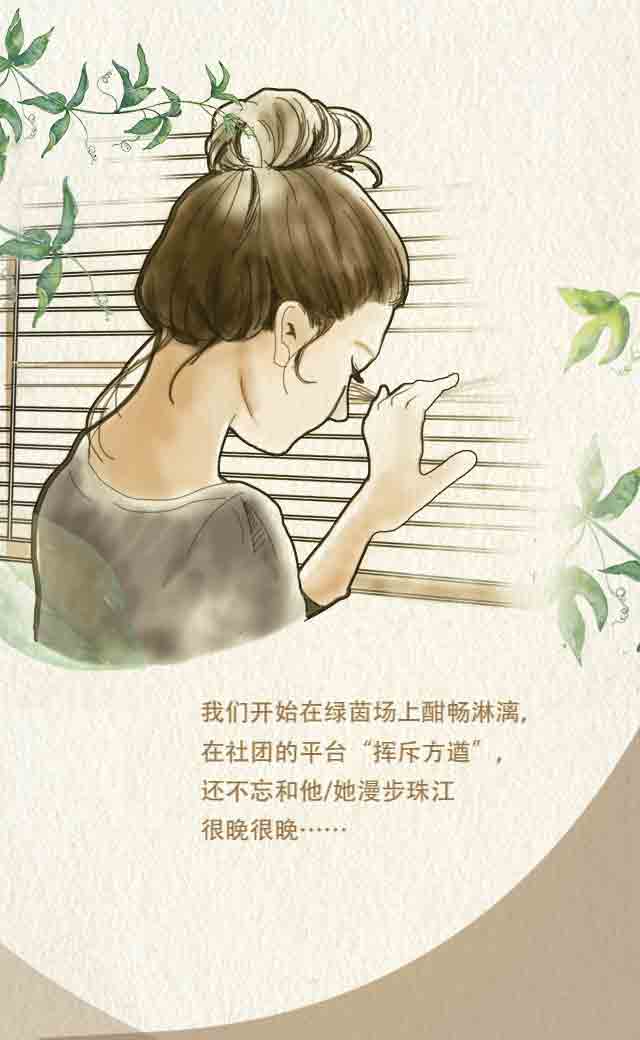 我们开始在绿茵场上酣畅淋漓,
在社团的平台“挥斥方遒”,
还不忘和他/她漫步珠江
很晚很晚……